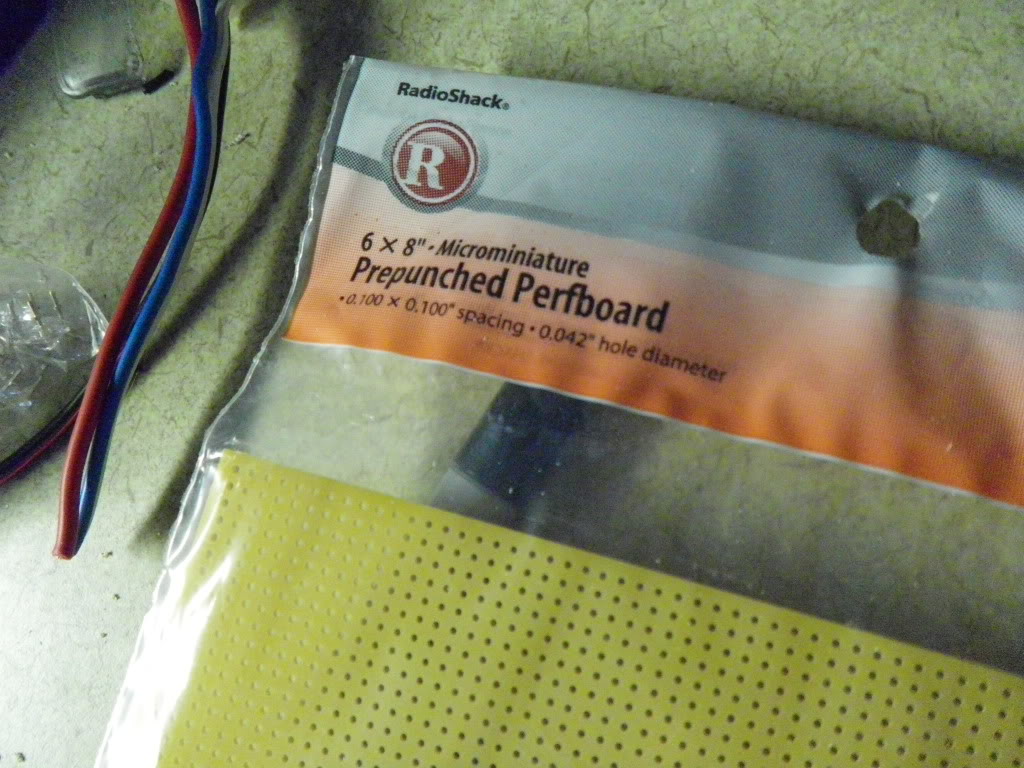 RadioShack®
R
6 × 8" - Microminiature
Prepunched Perfboard
• 0.100 × 0.100" spacing • 0.042" hole diameter